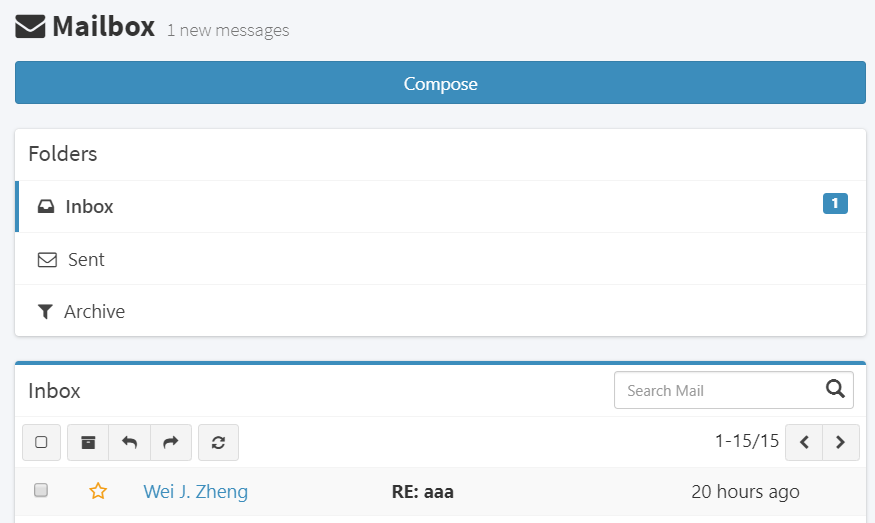 Mailbox 1 new messages
Compose
Folders
Inbox 1
Sent
Archive
Inbox Search Mail
1-15/15
Wei J. Zheng RE: aaa 20 hours ago